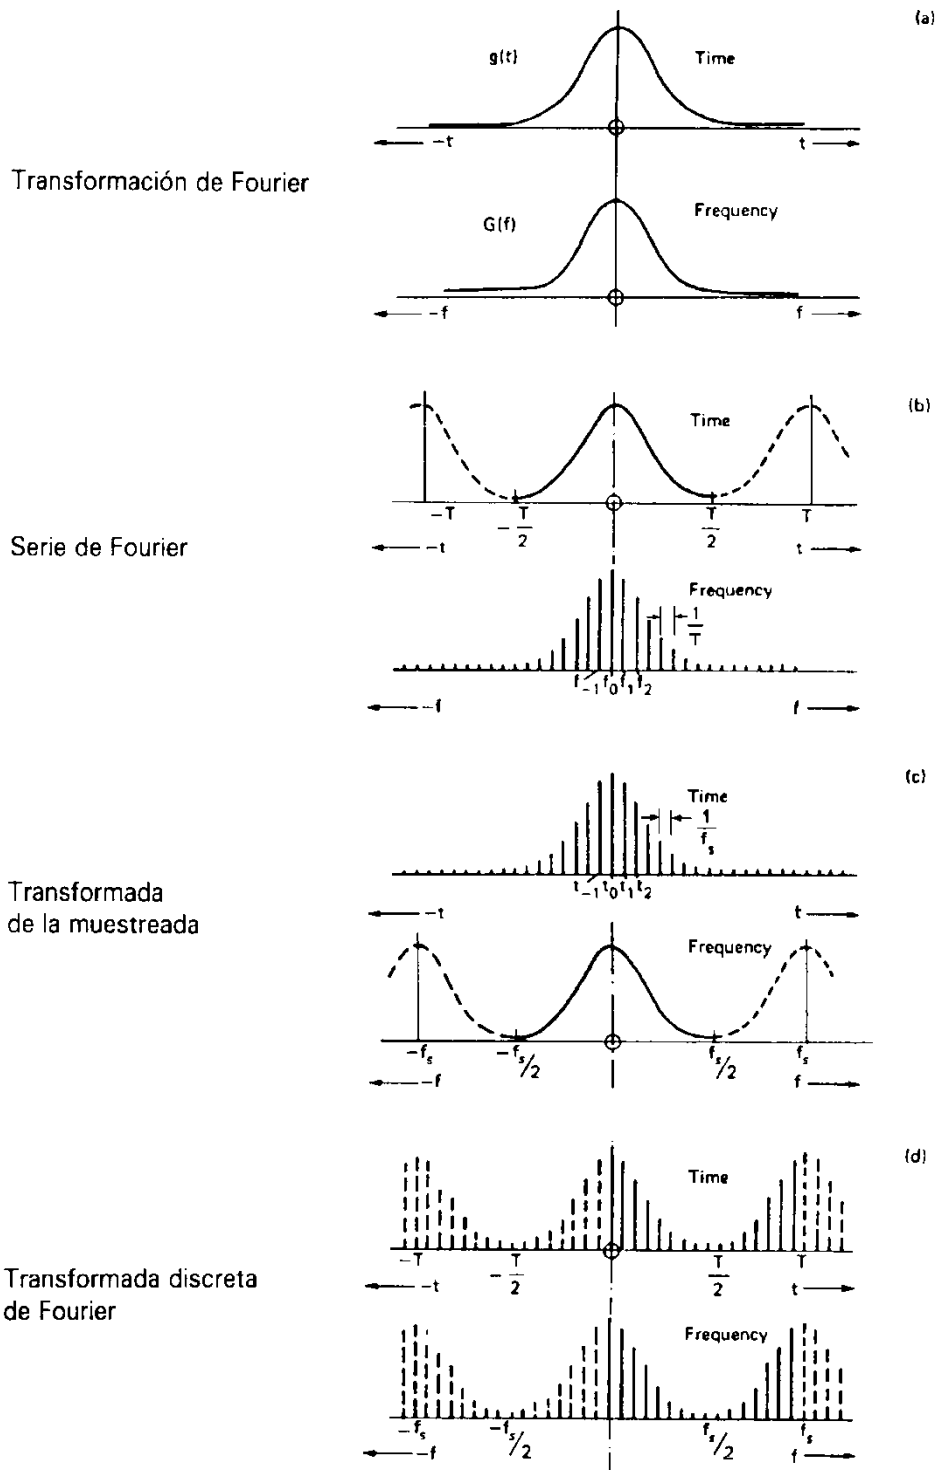 (a)
g(t)
Time
-t
t
Transformación de Fourier
G(f)
Frequency
-f
f
(b)
Time
-T
-T/2
T/2
T
-t
t
Serie de Fourier
Frequency
1/T
f-1 f0 f1 f2
-f
f
(c)
Time
1/fs
t-1 t0 t1 t2
-t
t
Transformada
de la muestreada
Frequency
-fs
-fs/2
fs/2
fs
-f
f
(d)
Time
-T
-T/2
T/2
T
-t
t
Transformada discreta
de Fourier
Frequency
-fs
-fs/2
fs/2
fs
-f
f